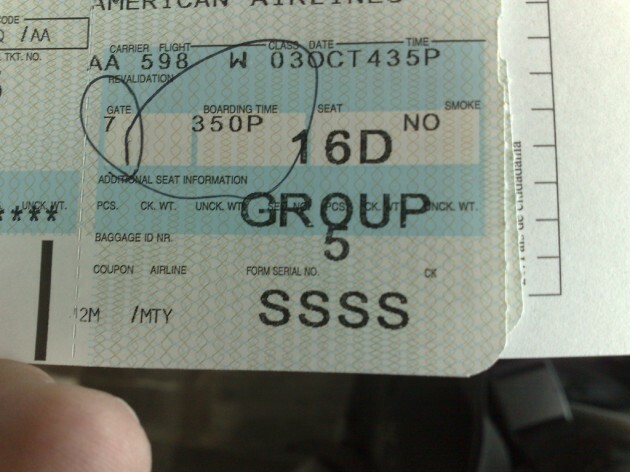 AMERICAN AIRLINES
CODE
/AA
TKT. NO.
CARRIER FLIGHT CLASS DATE TIME
AA 598 W 03OCT 435P
REVALIDATION
GATE BOARDING TIME SEAT SMOKE
7 350P 16D NO
ADDITIONAL SEAT INFORMATION
UNCK. WT. PCS. CK. WT. UNCK. WT. PCS. CK. WT. UNCK. WT.
**** GROUP
5
BAGGAGE ID NR.
COUPON AIRLINE FORM SERIAL NO. CK
SSSS
/MTY